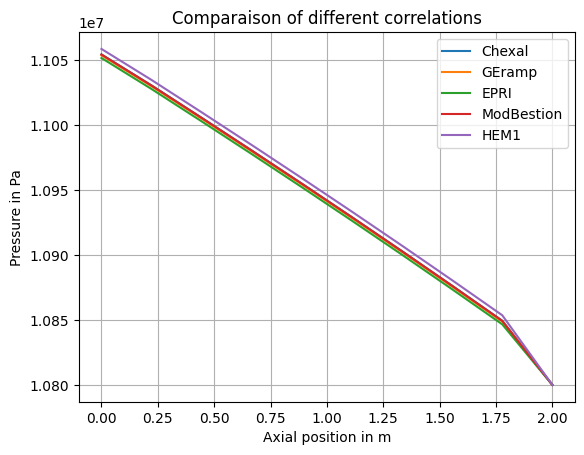 Comparaison of different correlations
1e7
Chexal
GEramp
EPRI
ModBestion
HEM1
Pressure in Pa
1.105
1.100
1.095
1.090
1.085
1.080
0.00 0.25 0.50 0.75 1.00 1.25 1.50 1.75 2.00
Axial position in m